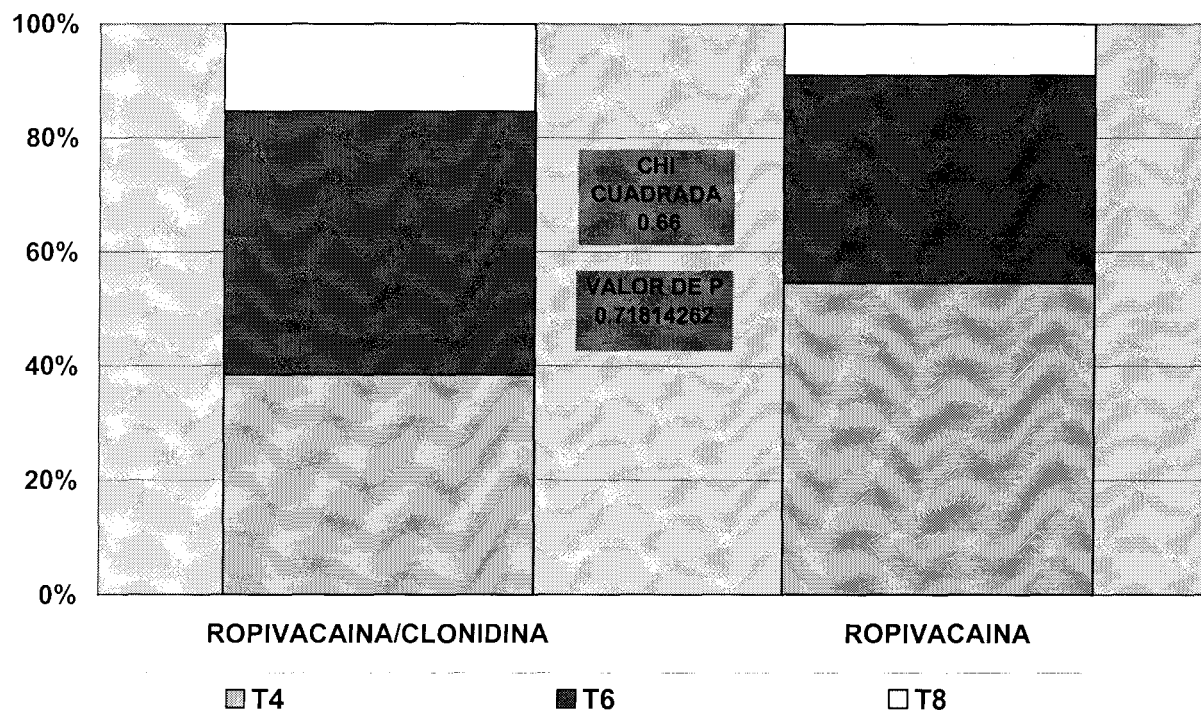 100%
80%
60%
40%
20%
0%
CHI
CUADRADA
0.66
VALOR DE P
0.71814262
ROPIVACAINA/CLONIDINA
ROPIVACAINA
T4
T6
T8